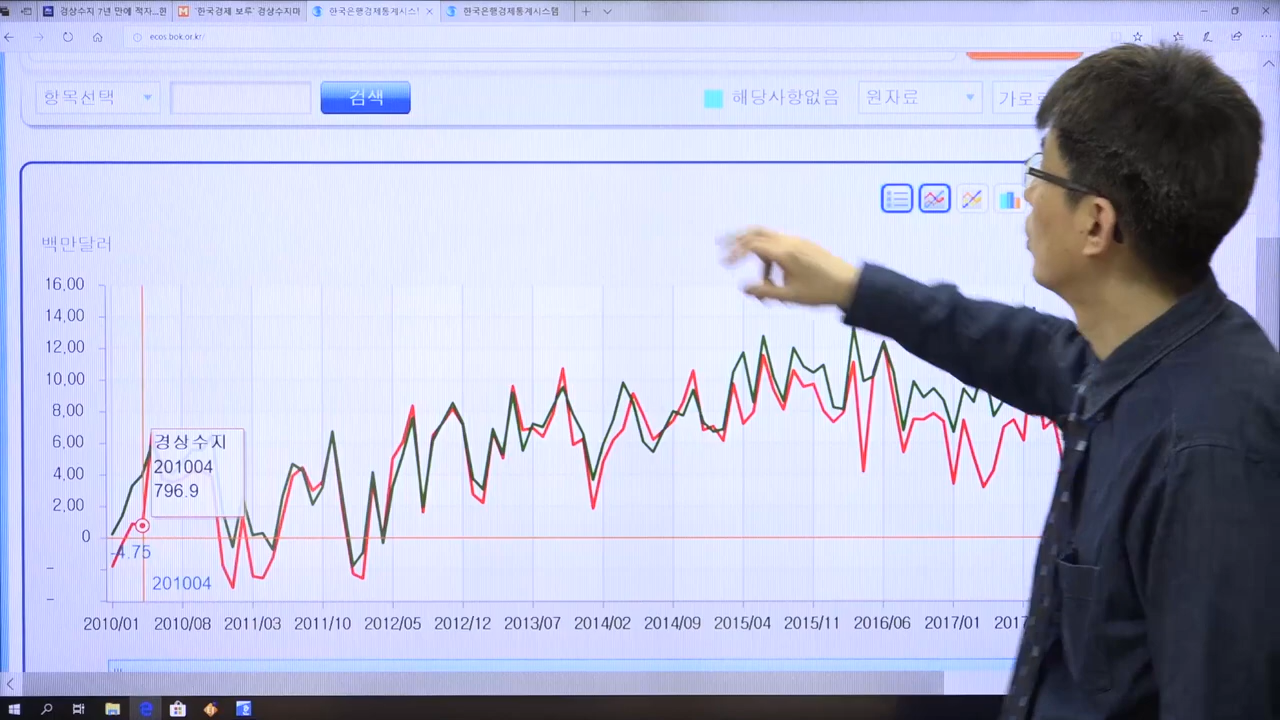 경상수지 7년 만에 적자...현
'한국경제 보루' 경상수지마
한국은행경제통계시스템
한국은행경제통계시스템
ecos.bok.or.kr/
항목선택
검색
해당사항없음
원자료
백만달러
16,00
14,00
12,00
10,00
8,00
6,00
4,00
2,00
0
경상수지
201004
796.9
-4.75
201004
2010/01 2010/08 2011/03 2011/10 2012/05 2012/12 2013/07 2014/02 2014/09 2015/04 2015/11 2016/06 2017/01 2017